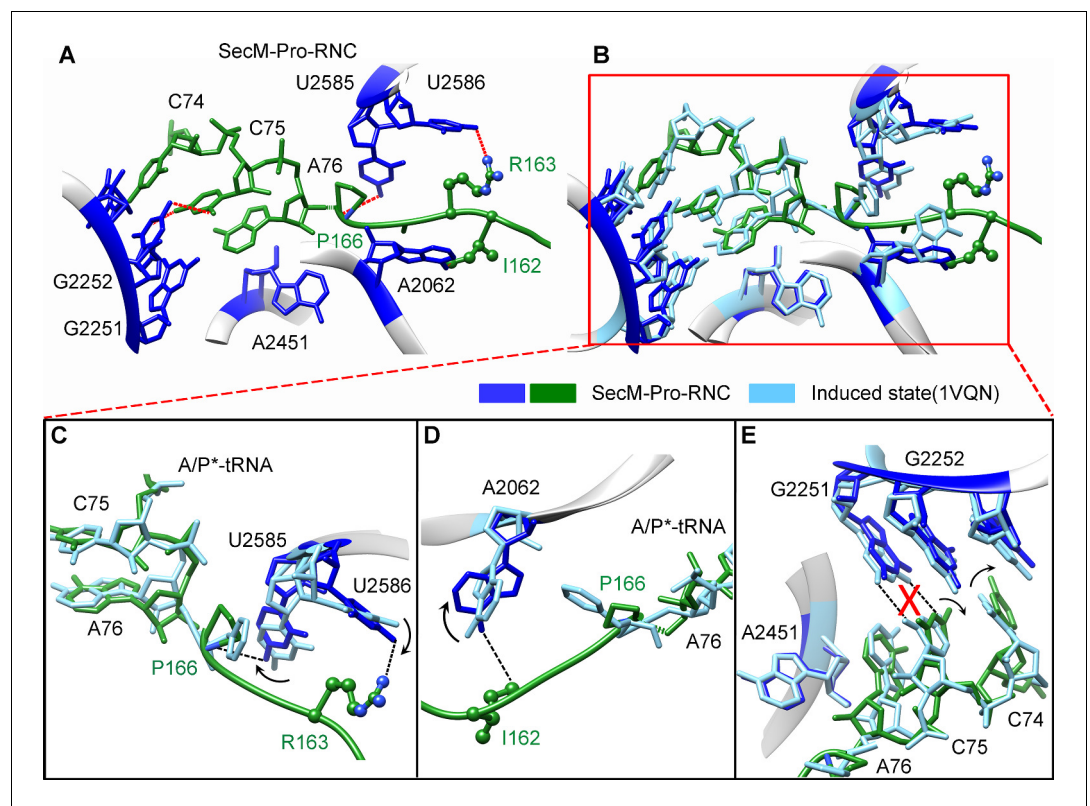 A
SecM-Pro-RNC
U2585
U2586
C74
C75
A76
R163
P166
I162
G2252
A2062
G2251
A2451
B
SecM-Pro-RNC
Induced state(1VQN)
C
A/P*-tRNA
C75
U2585
U2586
A76
P166
R163
D
A2062
A/P*-tRNA
P166
A76
I162
E
G2252
G2251
X
A2451
C74
C75
A76